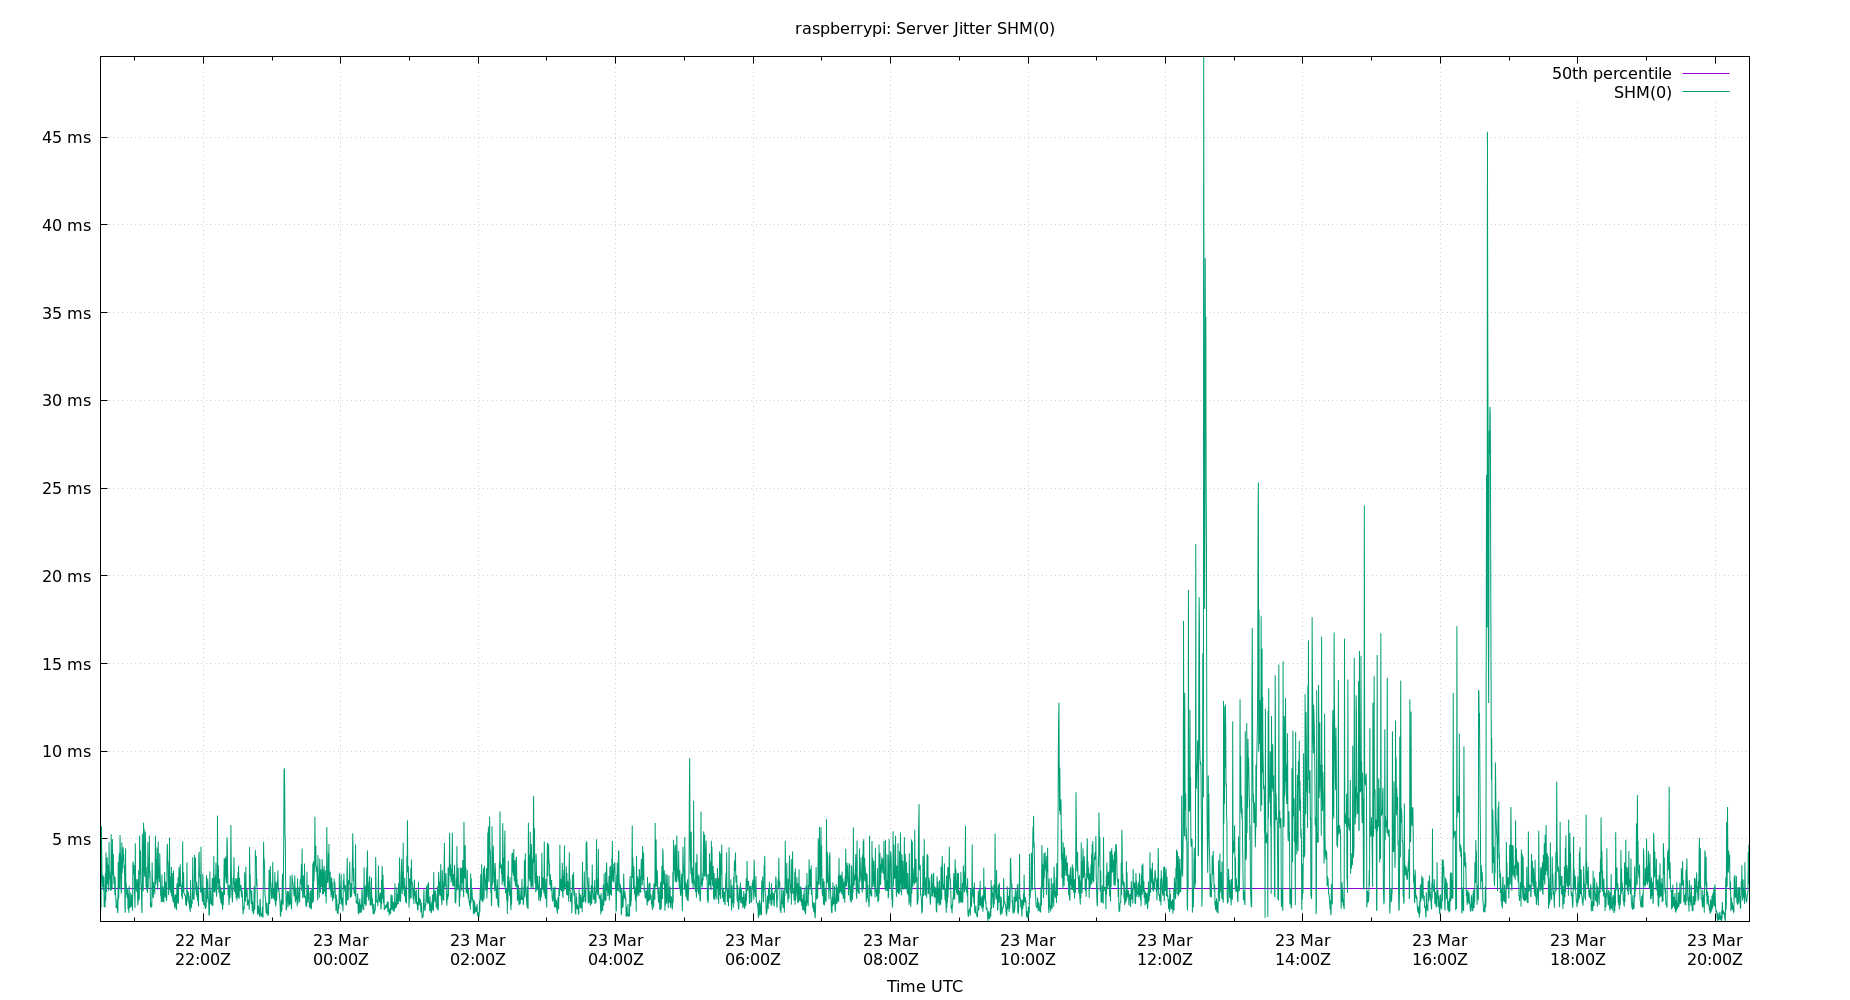 raspberrypi: Server Jitter SHM(0)
50th percentile
SHM(0)
45 ms
40 ms
35 ms
30 ms
25 ms
20 ms
15 ms
10 ms
5 ms
22 Mar 23 Mar 23 Mar 23 Mar 23 Mar 23 Mar 23 Mar 23 Mar 23 Mar 23 Mar 23 Mar 23 Mar
22:00Z 00:00Z 02:00Z 04:00Z 06:00Z 08:00Z 10:00Z 12:00Z 14:00Z 16:00Z 18:00Z 20:00Z
Time UTC